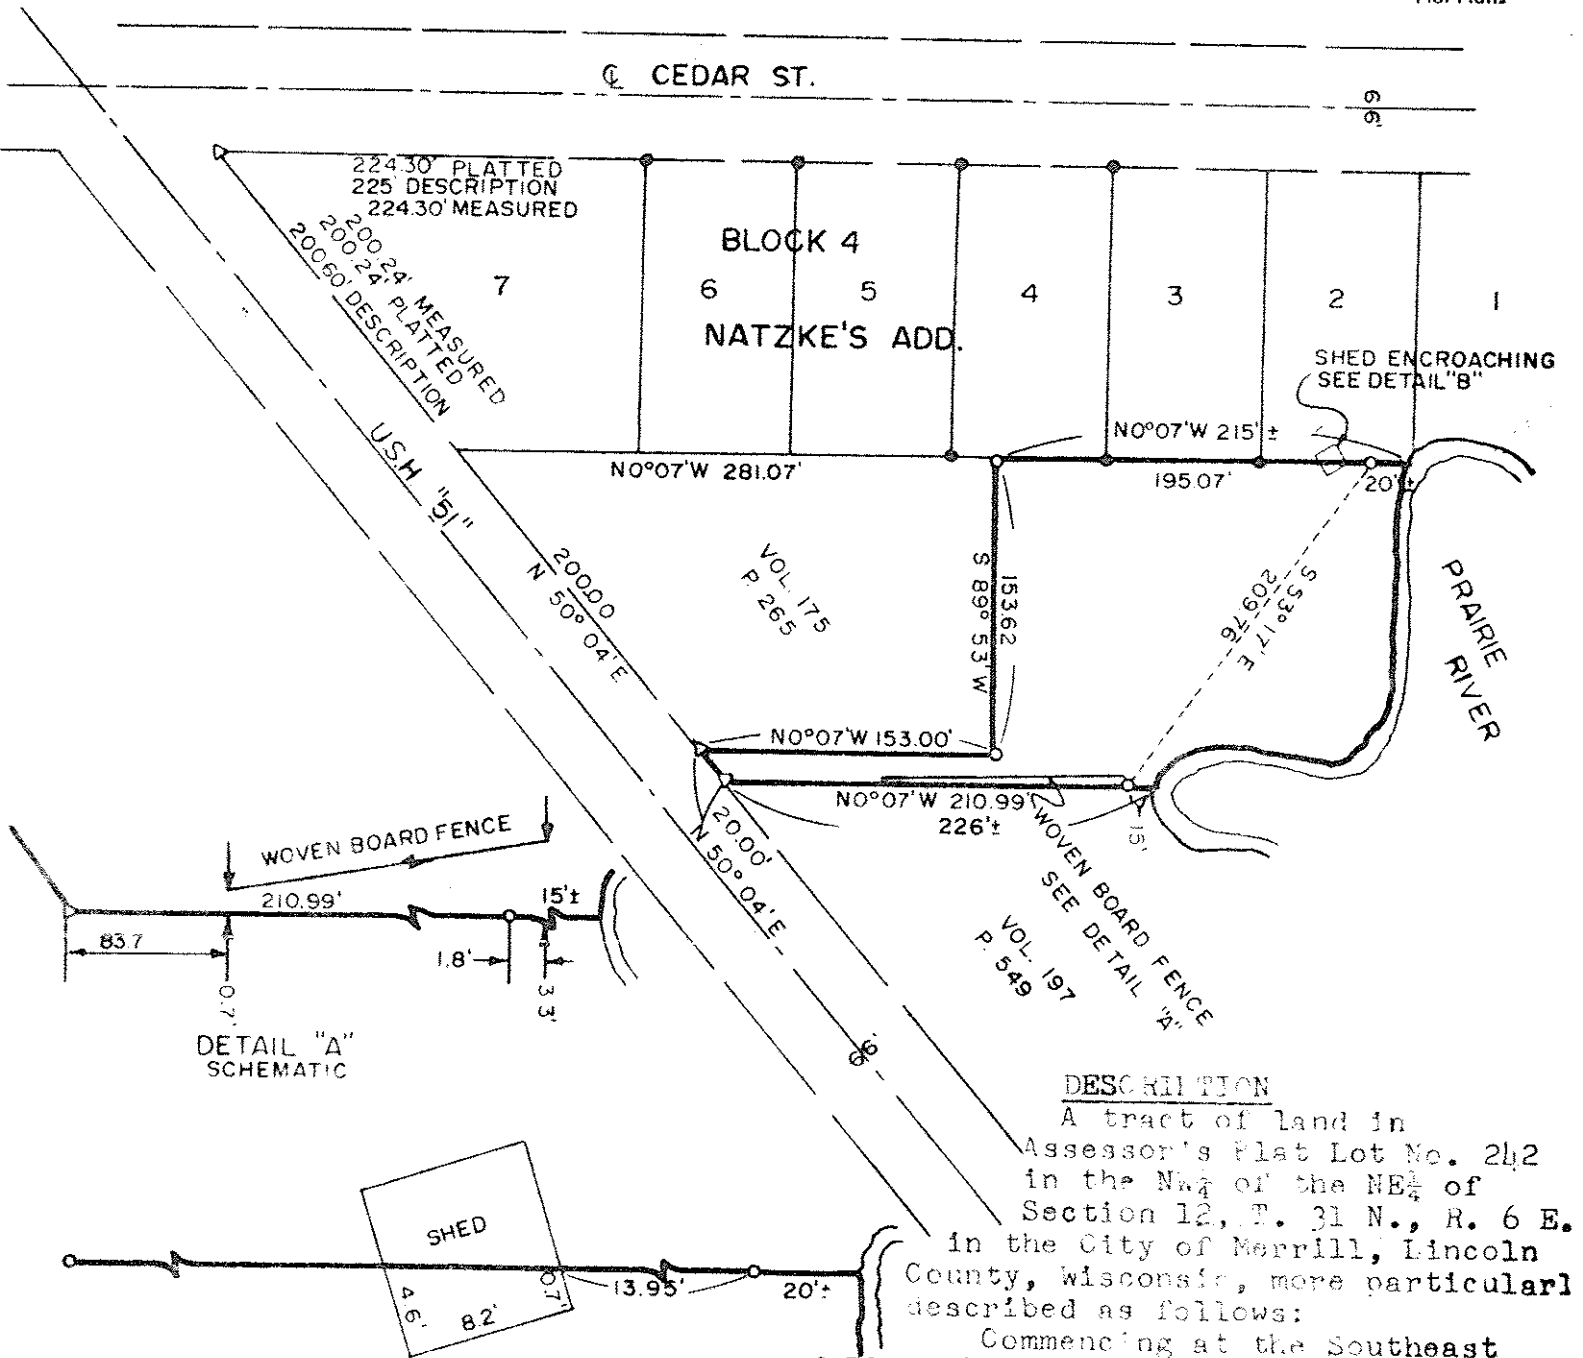 ℄ CEDAR ST.
66'
224.30' PLATTED
225' DESCRIPTION
224.30' MEASURED
200.24' MEASURED
200.24' PLATTED
200.60' DESCRIPTION
BLOCK 4
7
6
5
4
3
2
1
NATZKE'S ADD.
SHED ENCROACHING
SEE DETAIL "B"
U.S.H. "51"
N0°07'W 281.07'
N0°07'W 215'±
195.07'
20'±
200.00
N 50° 04' E
VOL. 175
P. 265
153.62
S 89° 53' W
S 53° 17' E
209.76
PRAIRIE
RIVER
N0°07'W 153.00'
N0°07'W 210.99'
226'±
15'
20.00'
N 50° 04' E
WOVEN BOARD FENCE
SEE DETAIL "A"
VOL. 197
P. 549
66'
WOVEN BOARD FENCE
210.99'
15'±
83.7
1.8'
0.7'
3.3'
DETAIL "A"
SCHEMATIC
SHED
4.6'
8.2'
0.7'
13.95'
20'±
DESCRIPTION
A tract of land in
Assessor's Plat Lot No. 242
in the of the NE¼ of
Section 12, T. 31 N., R. 6 E.
in the City of Merrill, Lincoln
County, Wisconsin, more particularl
described as follows:
Commencing at the Southeast